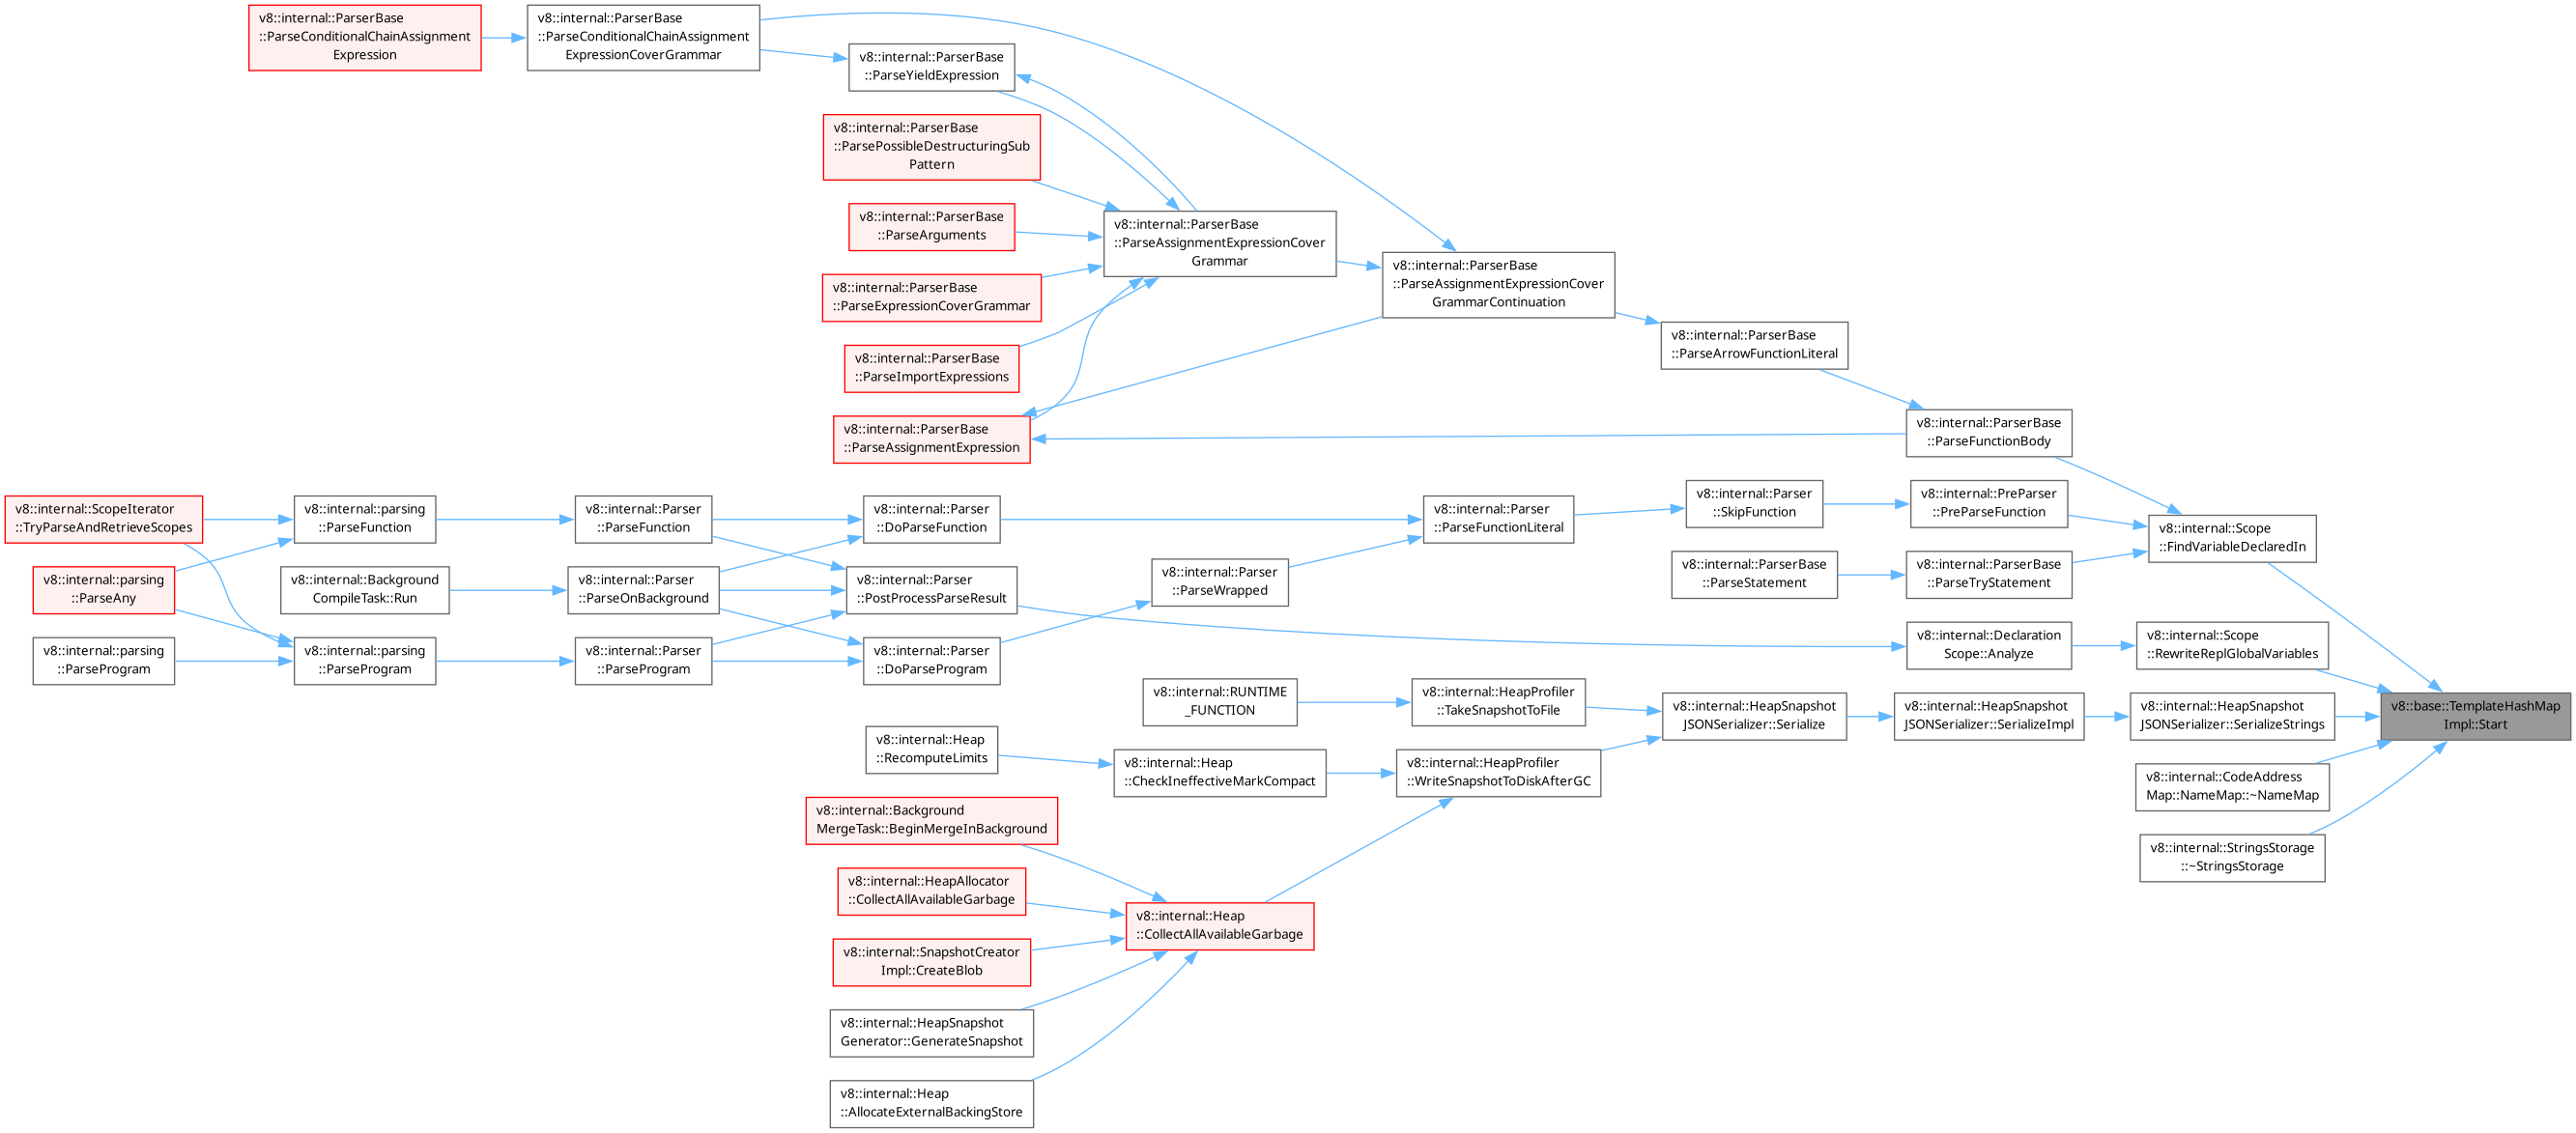 v8::internal::ParserBase
::ParseConditionalChainAssignment
Expression
v8::internal::ParserBase
::ParseConditionalChainAssignment
ExpressionCoverGrammar
v8::internal::ParserBase
::ParseYieldExpression
v8::internal::ParserBase
::ParsePossibleDestructuringSub
Pattern
v8::internal::ParserBase
::ParseArguments
v8::internal::ParserBase
::ParseExpressionCoverGrammar
v8::internal::ParserBase
::ParseImportExpressions
v8::internal::ParserBase
::ParseAssignmentExpression
v8::internal::ParserBase
::ParseAssignmentExpressionCover
Grammar
v8::internal::ParserBase
::ParseAssignmentExpressionCover
GrammarContinuation
v8::internal::ParserBase
::ParseArrowFunctionLiteral
v8::internal::ParserBase
::ParseFunctionBody
v8::internal::ScopeIterator
::TryParseAndRetrieveScopes
v8::internal::parsing
::ParseFunction
v8::internal::Parser
::ParseFunction
v8::internal::Parser
::DoParseFunction
v8::internal::Parser
::ParseFunctionLiteral
v8::internal::Parser
::SkipFunction
v8::internal::PreParser
::PreParseFunction
v8::internal::Scope
::FindVariableDeclaredIn
v8::internal::parsing
::ParseAny
v8::internal::Background
CompileTask::Run
v8::internal::Parser
::ParseOnBackground
v8::internal::Parser
::PostProcessParseResult
v8::internal::Parser
::ParseWrapped
v8::internal::ParserBase
::ParseStatement
v8::internal::ParserBase
::ParseTryStatement
v8::internal::parsing
::ParseProgram
v8::internal::parsing
::ParseProgram
v8::internal::Parser
::ParseProgram
v8::internal::Parser
::DoParseProgram
v8::internal::Declaration
Scope::Analyze
v8::internal::Scope
::RewriteReplGlobalVariables
v8::internal::RUNTIME
_FUNCTION
v8::internal::HeapProfiler
::TakeSnapshotToFile
v8::internal::HeapSnapshot
JSONSerializer::Serialize
v8::internal::HeapSnapshot
JSONSerializer::SerializeImpl
v8::internal::HeapSnapshot
JSONSerializer::SerializeStrings
v8::base::TemplateHashMap
Impl::Start
v8::internal::Heap
::RecomputeLimits
v8::internal::Heap
::CheckIneffectiveMarkCompact
v8::internal::HeapProfiler
::WriteSnapshotToDiskAfterGC
v8::internal::CodeAddress
Map::NameMap::~NameMap
v8::internal::StringsStorage
::~StringsStorage
v8::internal::Background
MergeTask::BeginMergeInBackground
v8::internal::HeapAllocator
::CollectAllAvailableGarbage
v8::internal::Heap
::CollectAllAvailableGarbage
v8::internal::SnapshotCreator
Impl::CreateBlob
v8::internal::HeapSnapshot
Generator::GenerateSnapshot
v8::internal::Heap
::AllocateExternalBackingStore